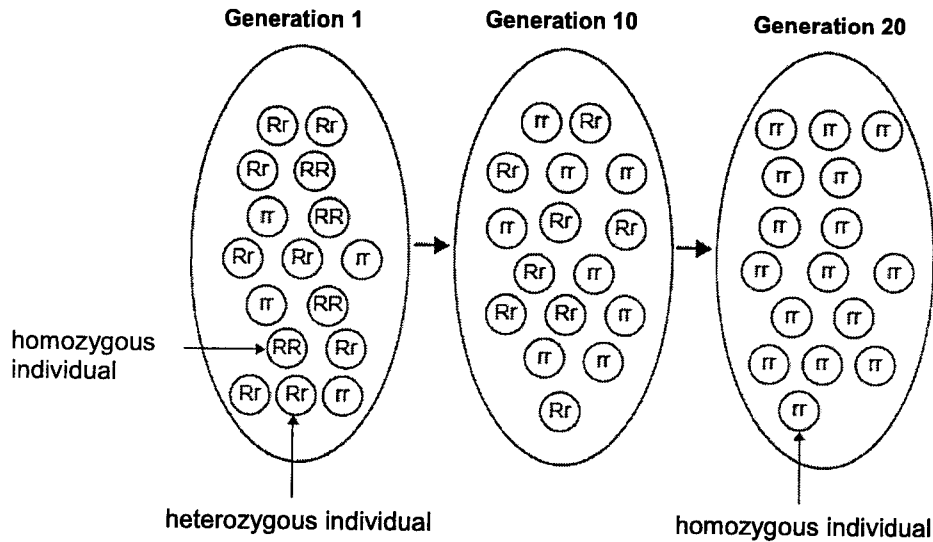 Generation 1
Generation 10
Generation 20
Rr Rr
Rr RR
rr RR
Rr Rr rr
rr RR
RR Rr
Rr Rr rr
rr Rr
Rr rr rr
rr Rr Rr
Rr rr
Rr Rr rr
rr rr
Rr
rr rr rr
rr rr
rr rr
rr rr rr
rr rr
rr rr rr
rr
homozygous
individual
heterozygous individual
homozygous individual